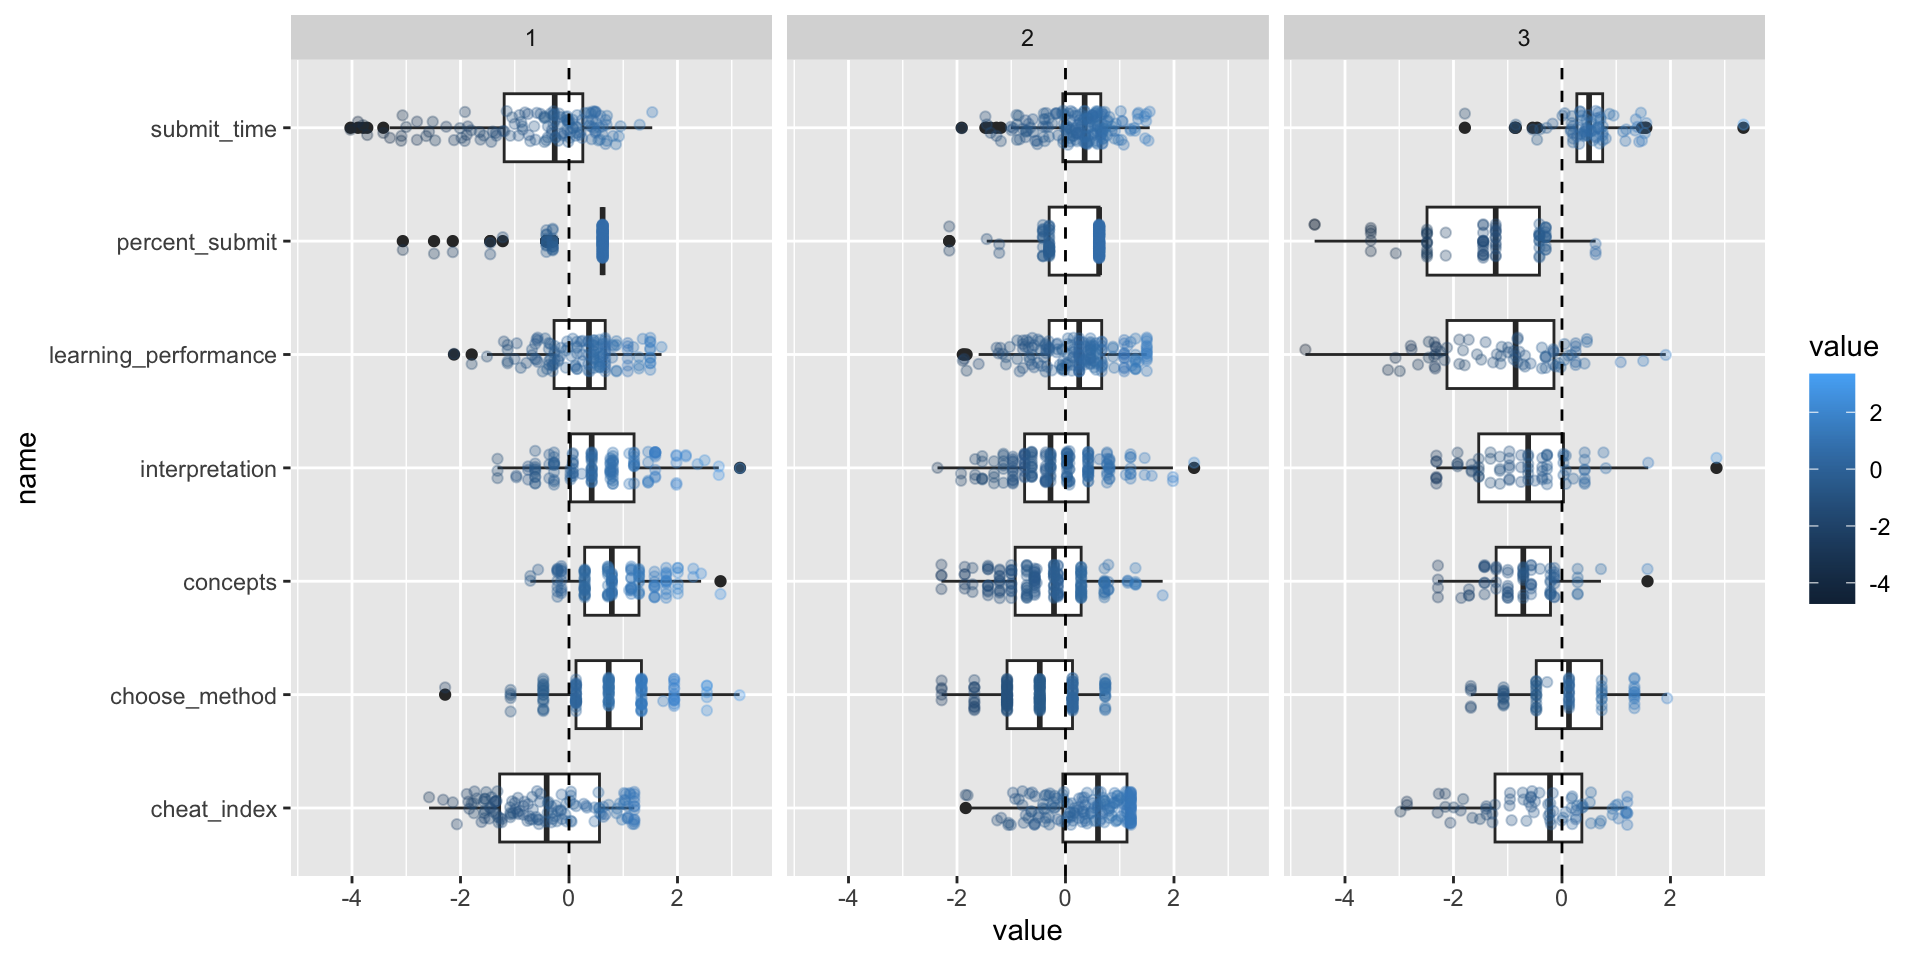 1 2 3
submit_time
percent_submit
learning_performance
interpretation
concepts
choose_method
cheat_index
name
-4 -2 0 2 -4 -2 0 2 -4 -2 0 2
value
value
2
0
-2
-4